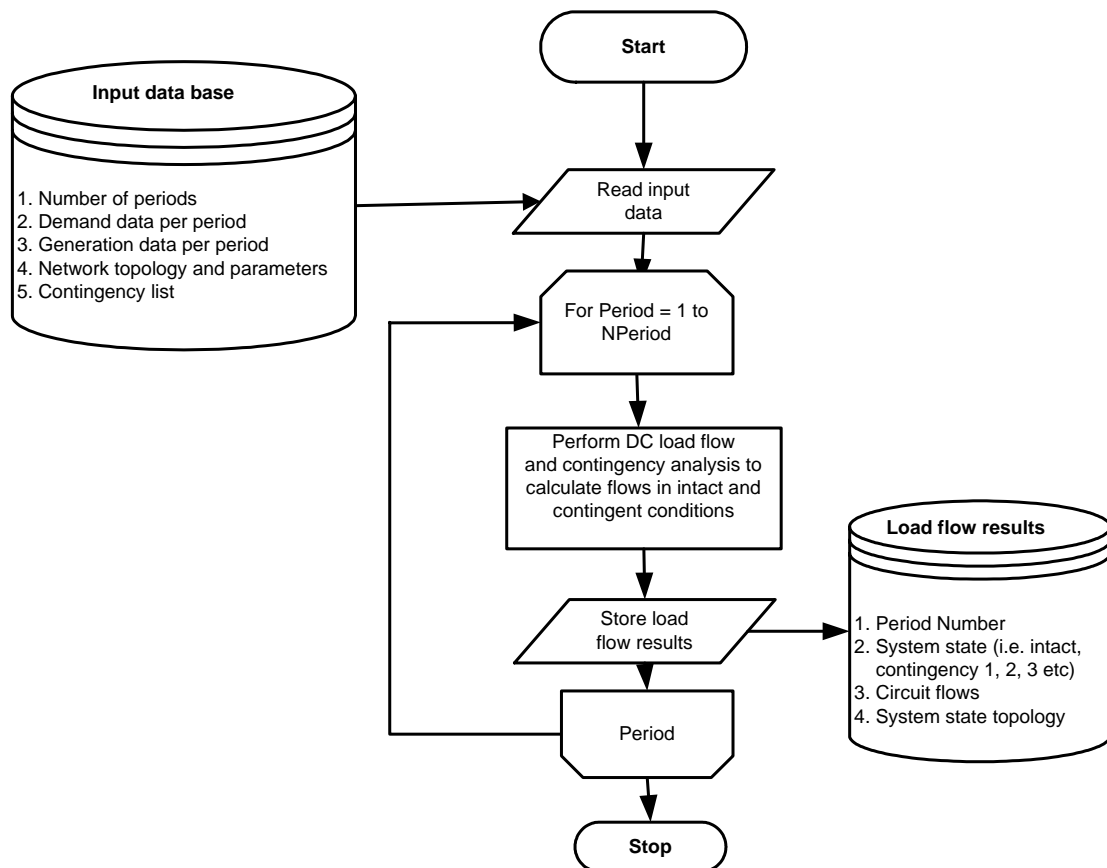 Start
Input data base
1. Number of periods
2. Demand data per period
3. Generation data per period
4. Network topology and parameters
5. Contingency list
Read input
data
For Period = 1 to
NPeriod
Perform DC load flow
and contingency analysis to
calculate flows in intact and
contingent conditions
Load flow results
1. Period Number
2. System state (i.e. intact,
contingency 1, 2, 3 etc)
3. Circuit flows
4. System state topology
Store load
flow results
Period
Stop